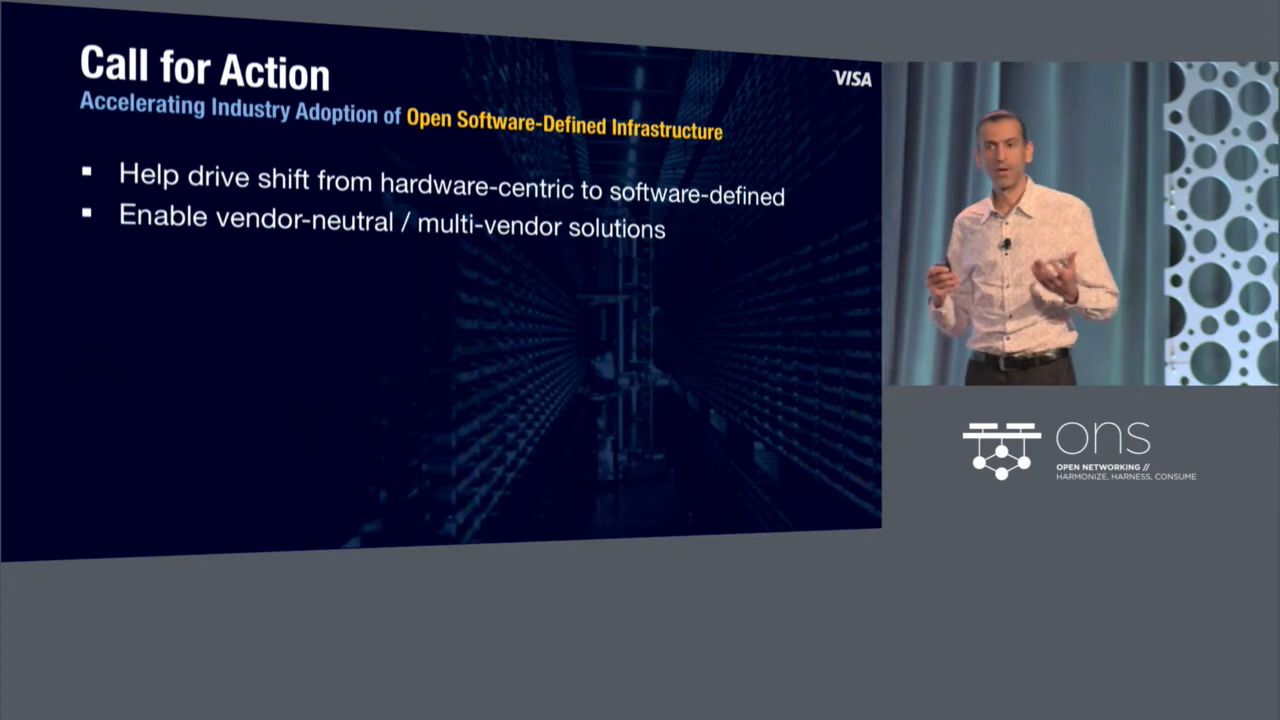 Call for Action
VISA
Accelerating Industry Adoption of Open Software-Defined Infrastructure
▪ Help drive shift from hardware-centric to software-defined
▪ Enable vendor-neutral / multi-vendor solutions
ons
OPEN NETWORKING //
HARMONIZE, HARNESS, CONSUME